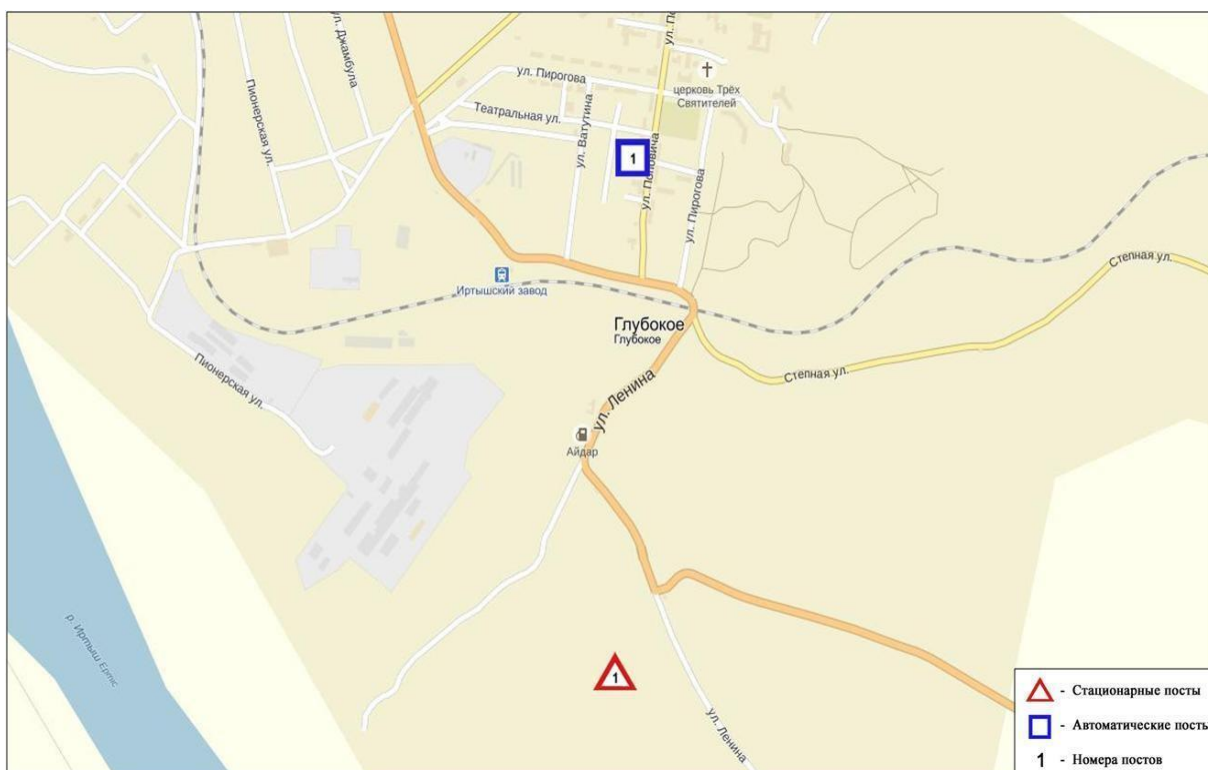 ул. По
ул. Джамбула
ул. Пирогова
церковь Трёх
Святителей
Пионерская ул.
Театральная ул.
ул. Ватутина
1
ул. Поповича
ул. Пирогова
Степная ул.
Иртышский завод
Глубокое
Глубокое
Степная ул.
Пионерская ул.
ул. Ленина
Айдар
р. Иртыш Ертіс
1
ул. Ленина
- Стационарные посты
- Автоматические посты
1 - Номера постов